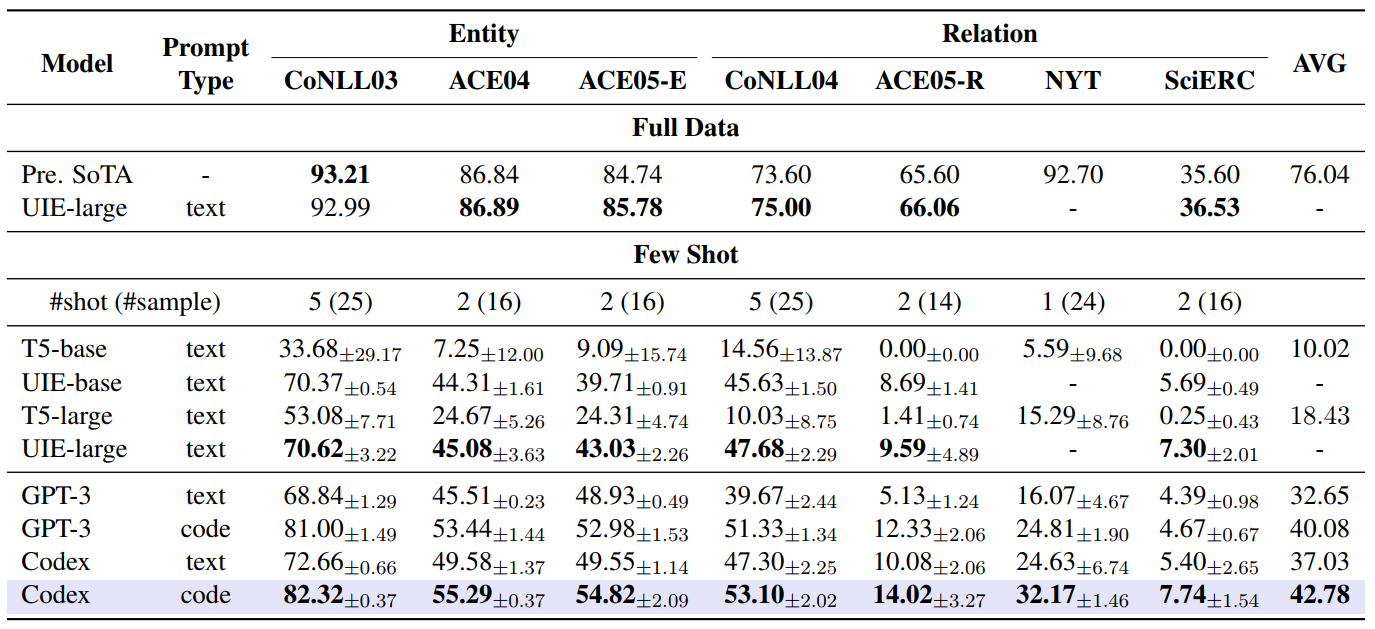 Model Prompt Type Entity Relation AVG
CoNLL03 ACE04 ACE05-E CoNLL04 ACE05-R NYT SciERC
Full Data
Pre. SoTA - 93.21 86.84 84.74 73.60 65.60 92.70 35.60 76.04
UIE-large text 92.99 86.89 85.78 75.00 66.06 - 36.53 -
Few Shot
#shot (#sample) 5 (25) 2 (16) 2 (16) 5 (25) 2 (14) 1 (24) 2 (16)
T5-base text 33.68±29.17 7.25±12.00 9.09±15.74 14.56±13.87 0.00±0.00 5.59±9.68 0.00±0.00 10.02
UIE-base text 70.37±0.54 44.31±1.61 39.71±0.91 45.63±1.50 8.69±1.41 - 5.69±0.49 -
T5-large text 53.08±7.71 24.67±5.26 24.31±4.74 10.03±8.75 1.41±0.74 15.29±8.76 0.25±0.43 18.43
UIE-large text 70.62±3.22 45.08±3.63 43.03±2.26 47.68±2.29 9.59±4.89 - 7.30±2.01 -
GPT-3 text 68.84±1.29 45.51±0.23 48.93±0.49 39.67±2.44 5.13±1.24 16.07±4.67 4.39±0.98 32.65
GPT-3 code 81.00±1.49 53.44±1.44 52.98±1.53 51.33±1.34 12.33±2.06 24.81±1.90 4.67±0.67 40.08
Codex text 72.66±0.66 49.58±1.37 49.55±1.14 47.30±2.25 10.08±2.06 24.63±6.74 5.40±2.65 37.03
Codex code 82.32±0.37 55.29±0.37 54.82±2.09 53.10±2.02 14.02±3.27 32.17±1.46 7.74±1.54 42.78